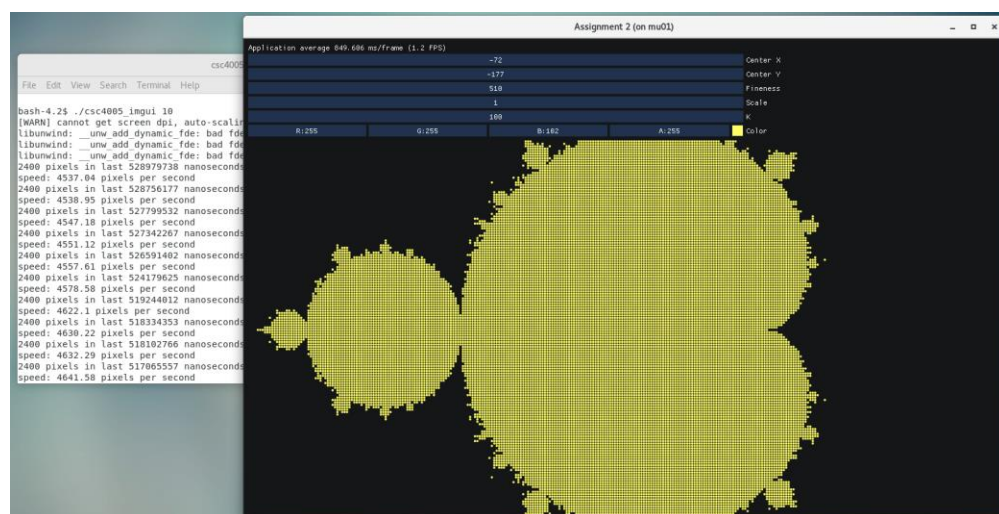 Assignment 2 (on mu01)
Application average 849.606 ms/frame (1.2 FPS)
-72 Center X
-177 Center Y
510 Fineness
1 Scale
100 K
R:255 G:255 B:102 A:255 Color
csc4005
File Edit View Search Terminal Help
bash-4.2$ ./csc4005_imgui 10
[WARN] cannot get screen dpi, auto-scalin
libunwind: __unw_add_dynamic_fde: bad fde
libunwind: __unw_add_dynamic_fde: bad fde
libunwind: __unw_add_dynamic_fde: bad fde
2400 pixels in last 528979738 nanoseconds
speed: 4537.04 pixels per second
2400 pixels in last 528756177 nanoseconds
speed: 4538.95 pixels per second
2400 pixels in last 527799532 nanoseconds
speed: 4547.18 pixels per second
2400 pixels in last 527342267 nanoseconds
speed: 4551.12 pixels per second
2400 pixels in last 526591402 nanoseconds
speed: 4557.61 pixels per second
2400 pixels in last 524179625 nanoseconds
speed: 4578.58 pixels per second
2400 pixels in last 519244012 nanoseconds
speed: 4622.1 pixels per second
2400 pixels in last 518334353 nanoseconds
speed: 4630.22 pixels per second
2400 pixels in last 518102766 nanoseconds
speed: 4632.29 pixels per second
2400 pixels in last 517065557 nanoseconds
speed: 4641.58 pixels per second